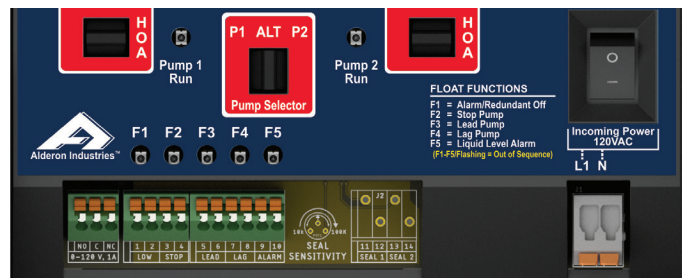 H
O
A
P1 ALT P2
H
O
A
Pump 1
Run
Pump 2
Run
Pump Selector
FLOAT FUNCTIONS
F1 = Alarm/Redundant Off
F2 = Stop Pump
F3 = Lead Pump
F4 = Lag Pump
F5 = Liquid Level Alarm
(F1-F5/Flashing = Out of Sequence)
Incoming Power
120VAC
L1 N
Alderon Industries™
F1 F2 F3 F4 F5
NO C NC
0-120 V, 1A
1 2 3 4
LOW STOP
5 6 7 8 9 10
LEAD LAG ALARM
10K 100K
SEAL
SENSITIVITY
J2
11 12 13 14
SEAL 1 SEAL 2
J1